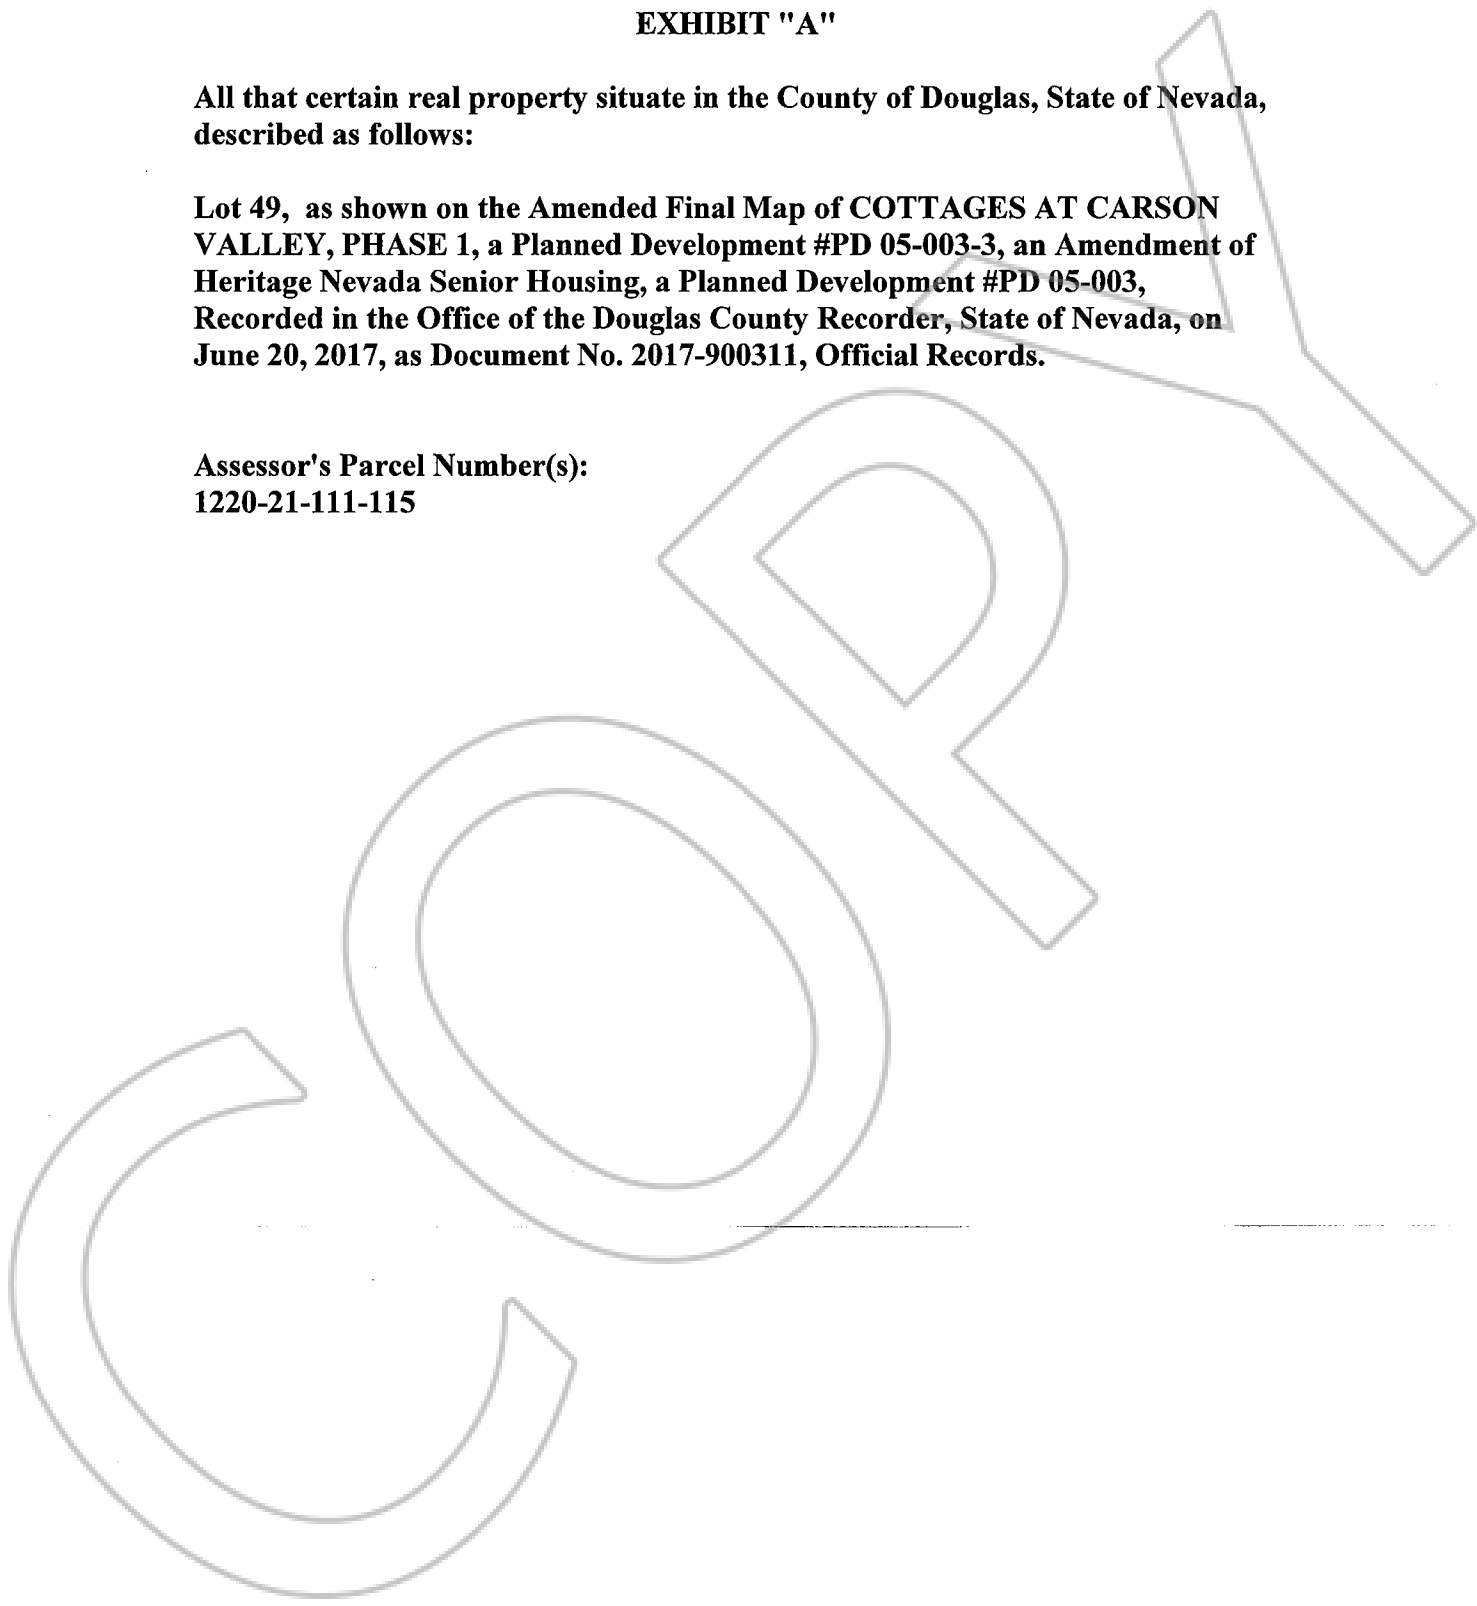 EXHIBIT "A"
All that certain real property situate in the County of Douglas, State of Nevada,
described as follows:
Lot 49, as shown on the Amended Final Map of COTTAGES AT CARSON
VALLEY, PHASE 1, a Planned Development #PD 05-003-3, an Amendment of
Heritage Nevada Senior Housing, a Planned Development #PD 05-003,
Recorded in the Office of the Douglas County Recorder, State of Nevada, on
June 20, 2017, as Document No. 2017-900311, Official Records.
Assessor's Parcel Number(s):
1220-21-111-115
COPY